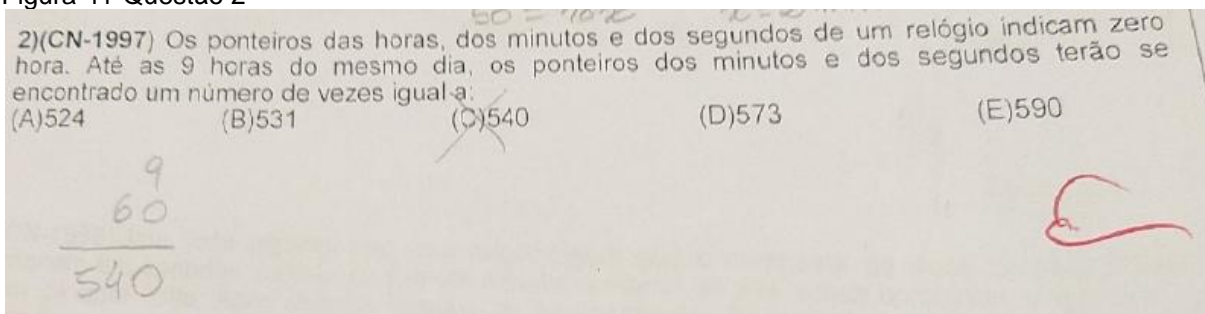 Figura 11 Questão 2
2)(CN-1997) Os ponteiros das horas, dos minutos e dos segundos de um relógio indicam zero
hora. Até as 9 horas do mesmo dia, os ponteiros dos minutos e dos segundos terão se
encontrado um número de vezes igual a:
(A)524 (B)531 (C)540 (D)573 (E)590
9
60
540